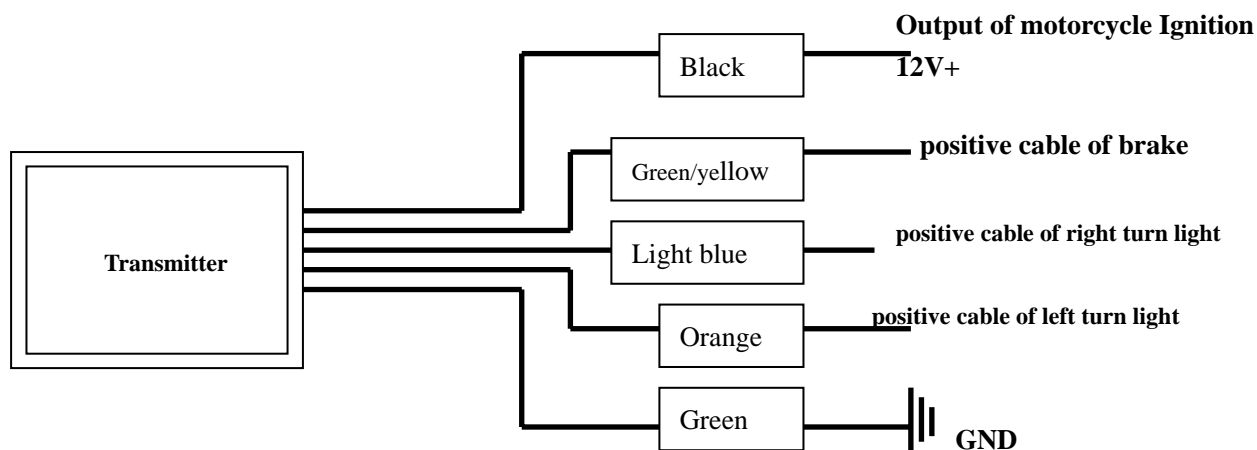 Output of motorcycle Ignition
12V+
Black
positive cable of brake
Green/yellow
positive cable of right turn light
Light blue
Transmitter
positive cable of left turn light
Orange
Green
GND